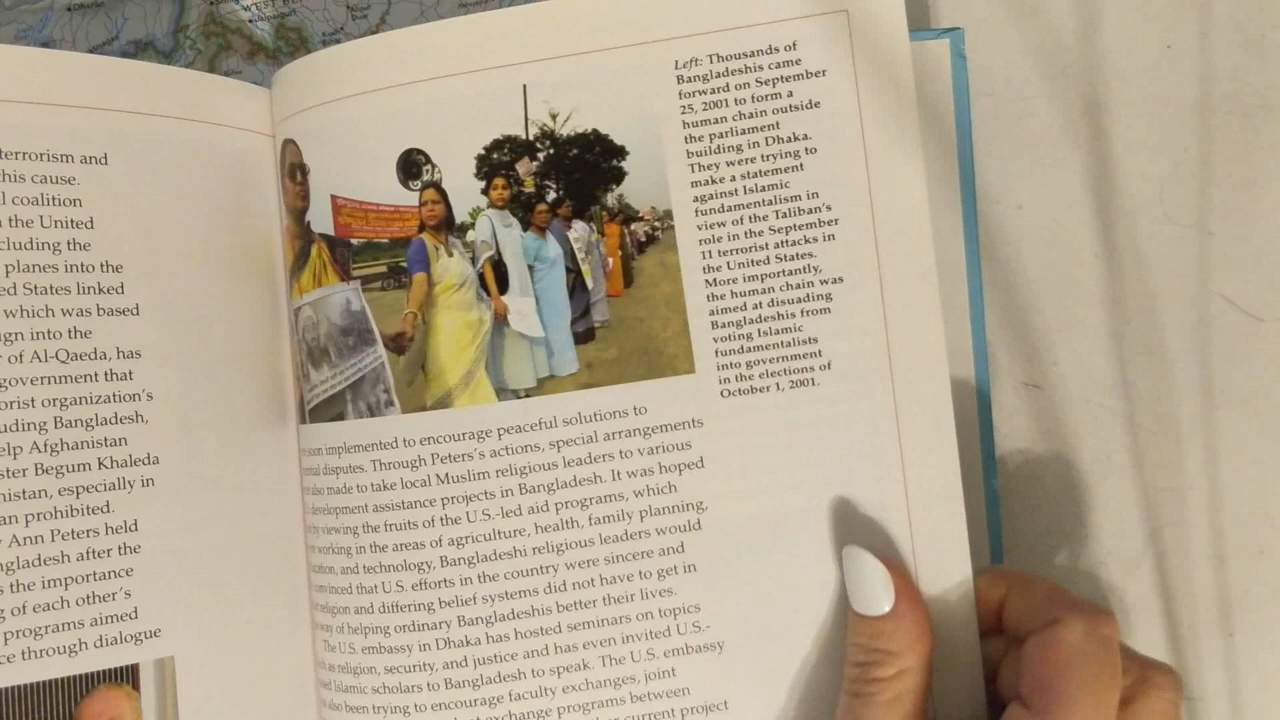 WEST BE
Jaipaiguri
terrorism and
this cause.
l coalition
the United
cluding the
planes into the
ed States linked
which was based
ign into the
of Al-Qaeda, has
government that
orist organization's
uding Bangladesh,
elp Afghanistan
ster Begum Khaleda
nistan, especially in
an prohibited.
Ann Peters held
ngladesh after the
s the importance
g of each other's
programs aimed
ce through dialogue
Left: Thousands of
Bangladeshis came
forward on September
25, 2001 to form a
human chain outside
the parliament
building in Dhaka.
They were trying to
make a statement
against Islamic
fundamentalism in
view of the Taliban's
role in the September
11 terrorist attacks in
the United States.
More importantly,
the human chain was
aimed at disuading
Bangladeshis from
voting Islamic
fundamentalists
into government
in the elections of
October 1, 2001.
soon implemented to encourage peaceful solutions to
disputes. Through Peters's actions, special arrangements
also made to take local Muslim religious leaders to various
development assistance projects in Bangladesh. It was hoped
by viewing the fruits of the U.S.-led aid programs, which
working in the areas of agriculture, health, family planning,
ucation, and technology, Bangladeshi religious leaders would
onvinced that U.S. efforts in the country were sincere and
religion and differing belief systems did not have to get in
way of helping ordinary Bangladeshis better their lives.
The U.S. embassy in Dhaka has hosted seminars on topics
as religion, security, and justice and has even invited U.S.-
Islamic scholars to Bangladesh to speak. The U.S. embassy
also been trying to encourage faculty exchanges, joint
exchange programs between
current project